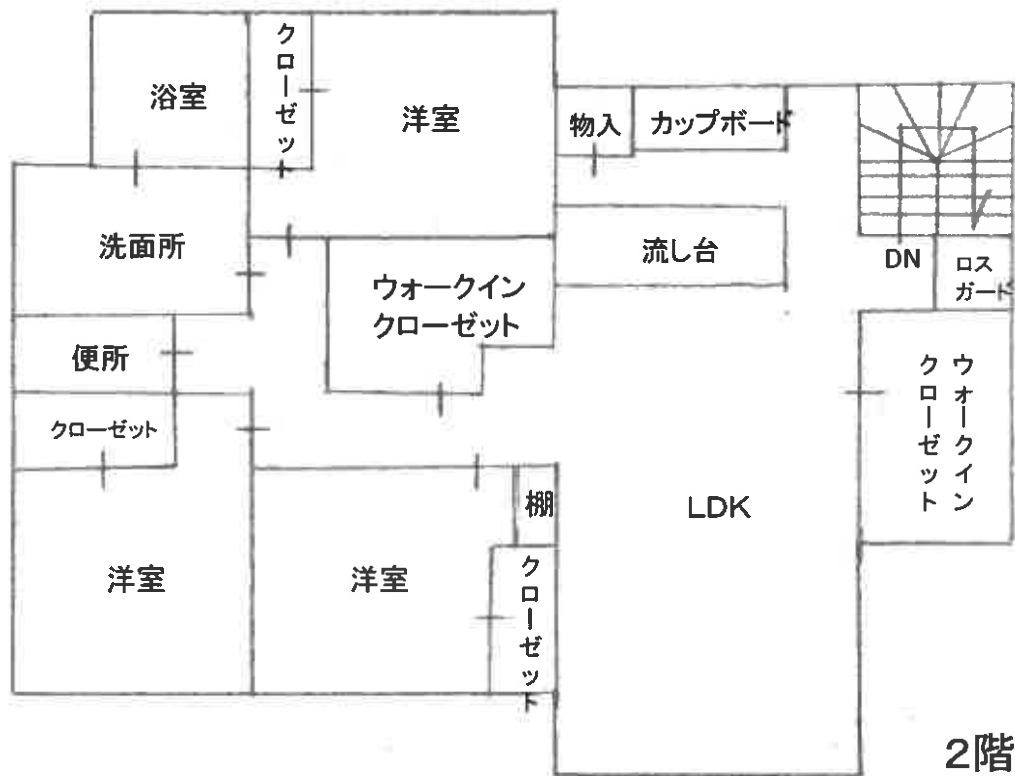 浴室
クローゼット
洋室
物入
カップボード
洗面所
ウォークイン
クローゼット
流し台
DN
ロス
ガード
便所
クローゼット
ウォークイン
クローゼット
LDK
棚
洋室
洋室
クローゼット
2階